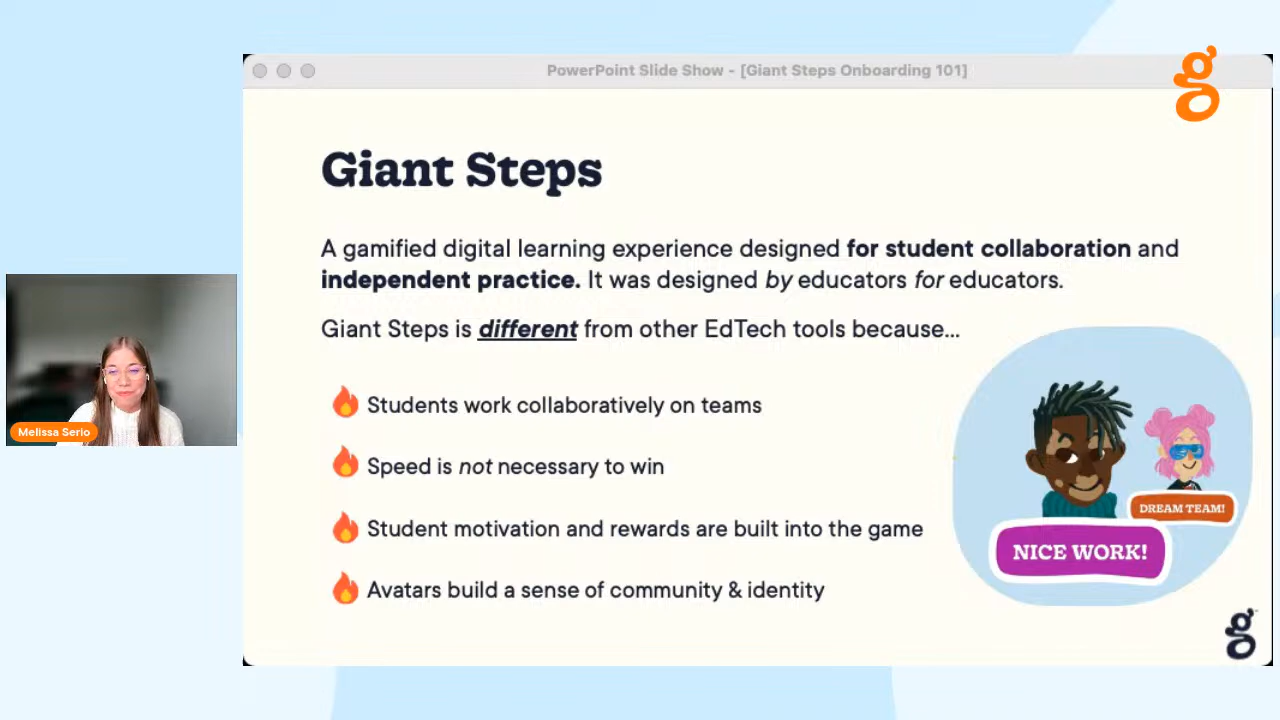 PowerPoint Slide Show - [Giant Steps Onboarding 101]
g
Giant Steps
A gamified digital learning experience designed for student collaboration and
independent practice. It was designed by educators for educators.
Giant Steps is different from other EdTech tools because...
Students work collaboratively on teams
Speed is not necessary to win
Student motivation and rewards are built into the game
Avatars build a sense of community & identity
DREAM TEAM!
NICE WORK!
Melissa Serio
g